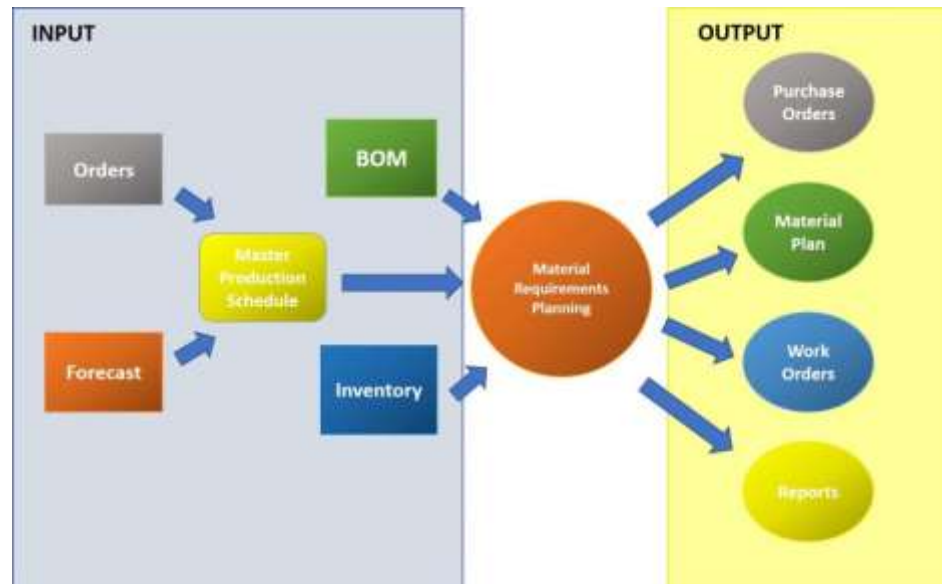 INPUT
Orders
Forecast
Master
Production
Schedule
BOM
Inventory
Material
Requirements
Planning
OUTPUT
Purchase
Orders
Material
Plan
Work
Orders
Reports